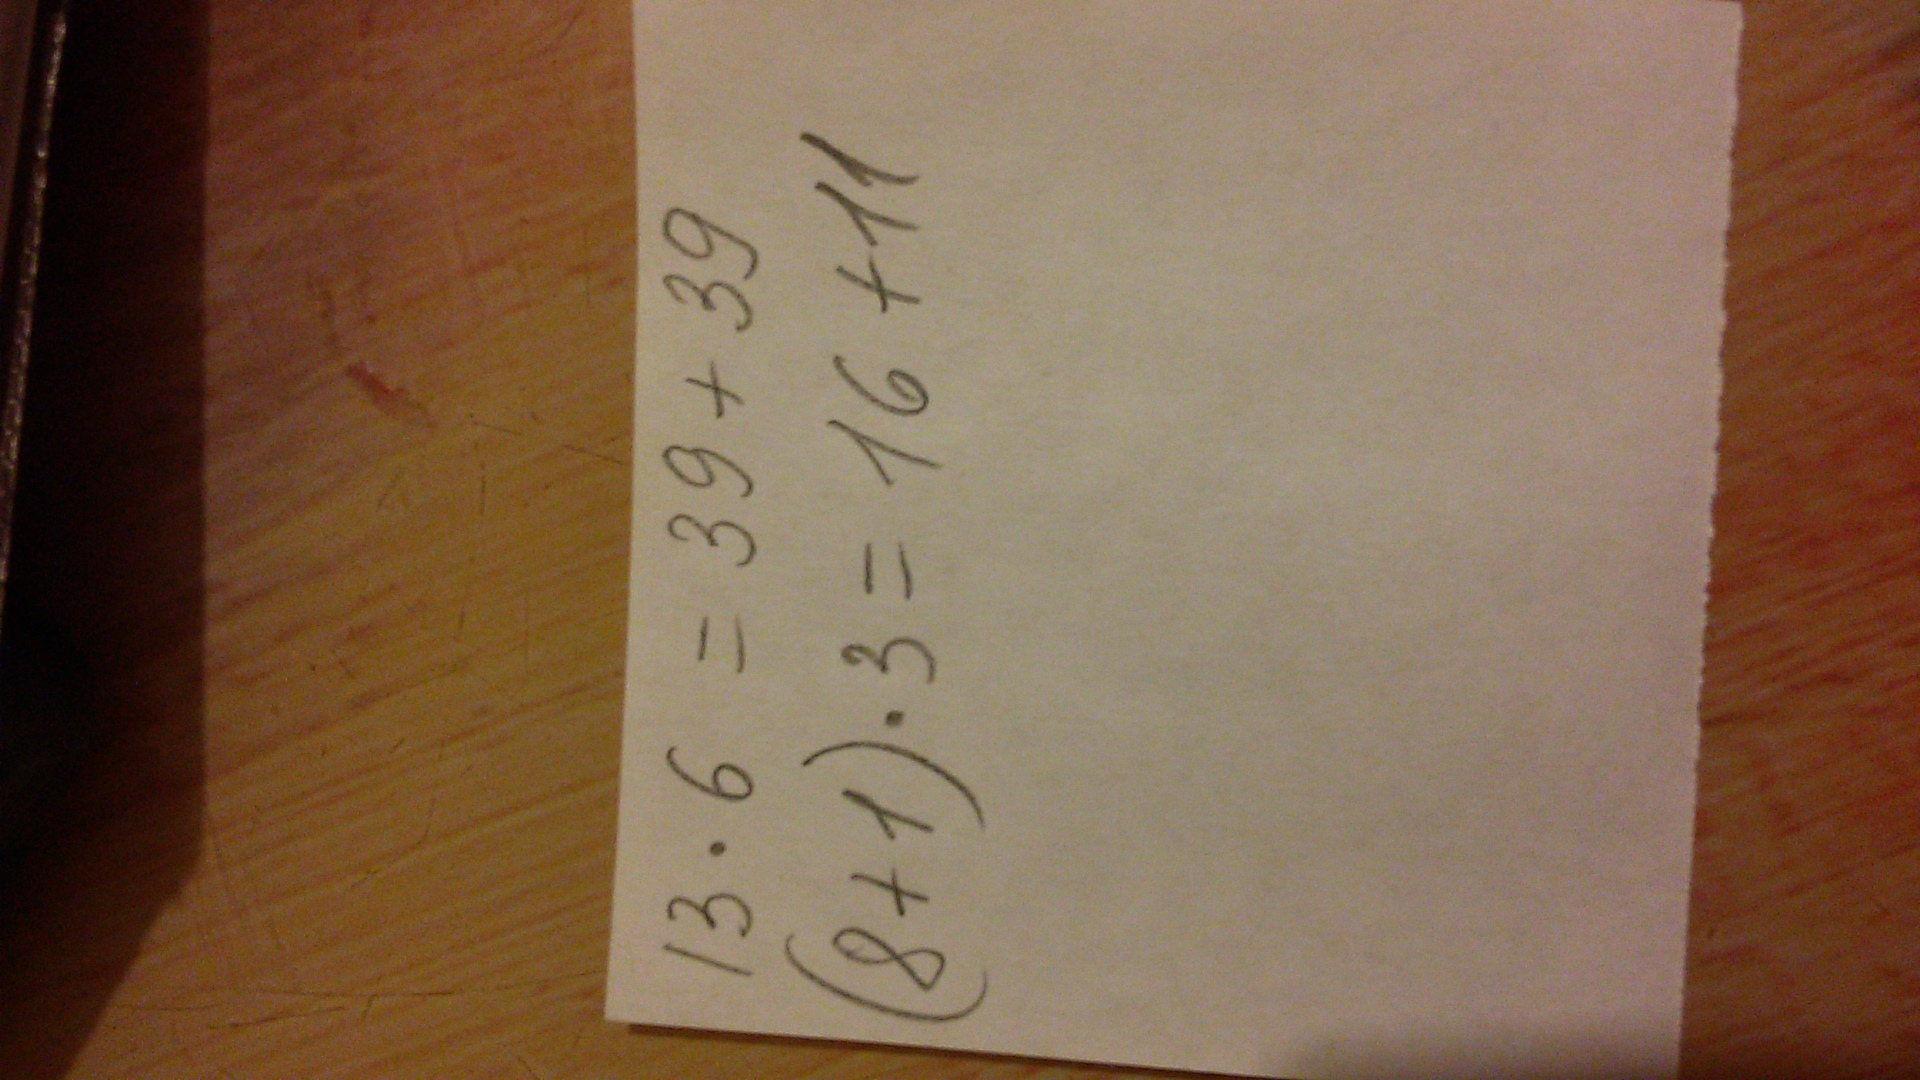 13 · 6 = 39 + 39
(8+1) · 3 = 16 + 11